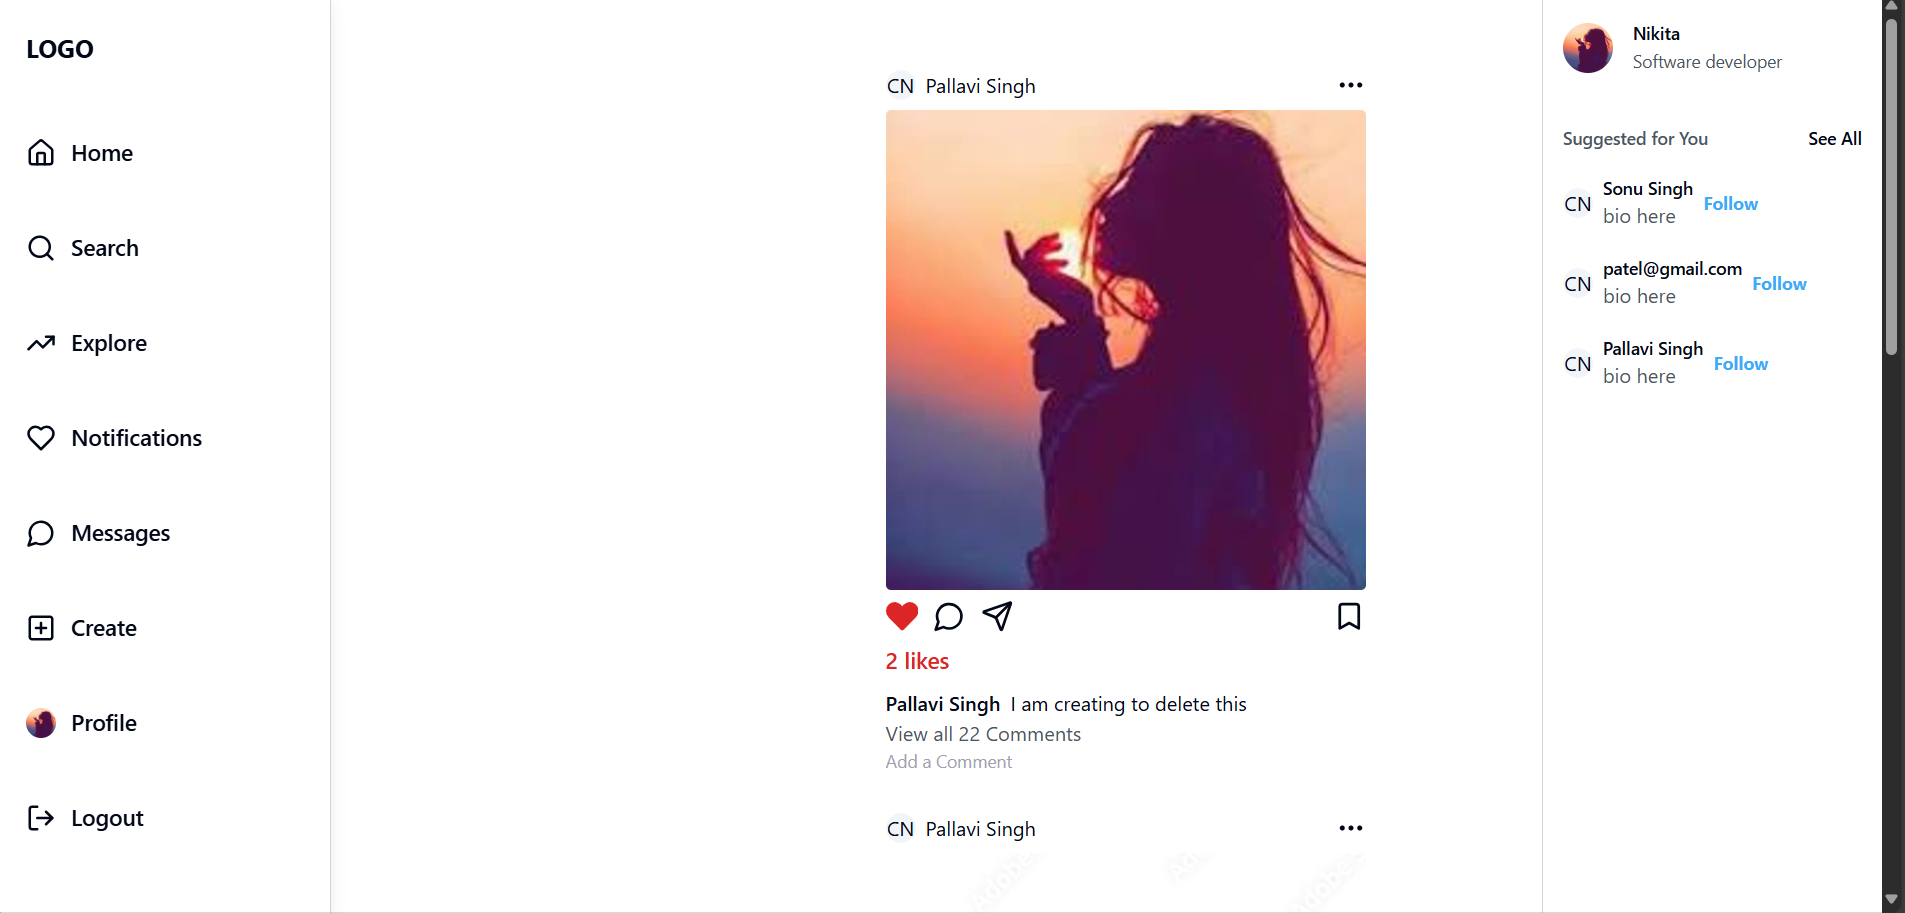 LOGO
Home
Search
Explore
Notifications
Messages
Create
Profile
Logout
CN Pallavi Singh
2 likes
Pallavi Singh I am creating to delete this
View all 22 Comments
Add a Comment
CN Pallavi Singh
Adobe
Nikita
Software developer
Suggested for You See All
CN Sonu Singh Follow
bio here
CN patel@gmail.com Follow
bio here
CN Pallavi Singh Follow
bio here